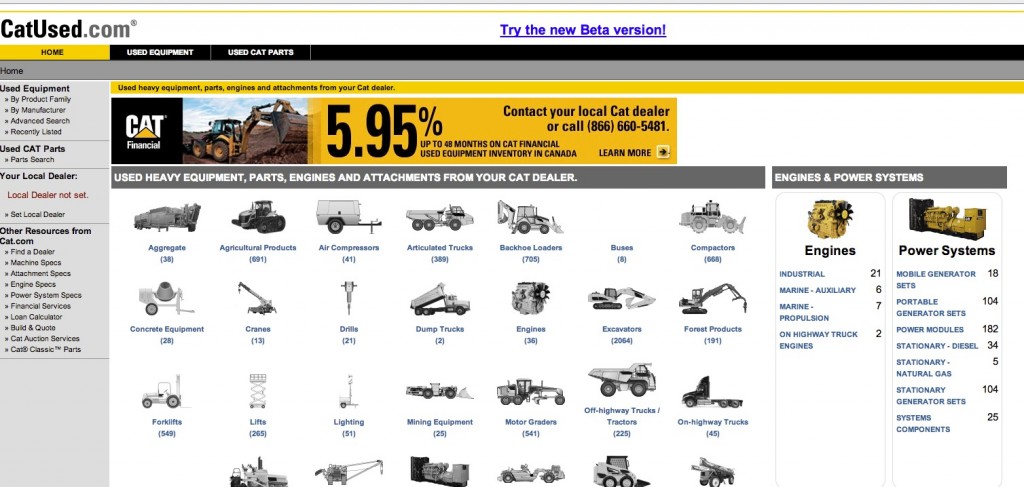 CatUsed.com®
Try the new Beta version!
HOME
USED EQUIPMENT
USED CAT PARTS
Home
Used Equipment
» By Product Family
» By Manufacturer
» Advanced Search
» Recently Listed
Used CAT Parts
» Parts Search
Your Local Dealer:
Local Dealer not set.
» Set Local Dealer
Other Resources from
Cat.com
» Find a Dealer
» Machine Specs
» Attachment Specs
» Engine Specs
» Power System Specs
» Financial Services
» Loan Calculator
» Build & Quote
» Cat Auction Services
» Cat® Classic™ Parts
Used heavy equipment, parts, engines and attachments from your Cat dealer.
CAT
Financial
5.95%
UP TO 48 MONTHS ON CAT FINANCIAL
USED EQUIPMENT INVENTORY IN CANADA
Contact your local Cat dealer
or call (866) 660-5481.
LEARN MORE
USED HEAVY EQUIPMENT, PARTS, ENGINES AND ATTACHMENTS FROM YOUR CAT DEALER.
Aggregate
(38)
Agricultural Products
(691)
Air Compressors
(41)
Articulated Trucks
(389)
Backhoe Loaders
(705)
Buses
(8)
Compactors
(668)
Concrete Equipment
(28)
Cranes
(13)
Drills
(21)
Dump Trucks
(2)
Engines
(36)
Excavators
(2064)
Forest Products
(191)
Forklifts
(549)
Lifts
(265)
Lighting
(51)
Mining Equipment
(25)
Motor Graders
(541)
Off-highway Trucks /
Tractors
(225)
On-highway Trucks
(45)
ENGINES & POWER SYSTEMS
Engines
INDUSTRIAL 21
MARINE - AUXILIARY 6
MARINE - 7
PROPULSION
ON HIGHWAY TRUCK 2
ENGINES
Power Systems
MOBILE GENERATOR 18
SETS
PORTABLE 104
GENERATOR SETS
POWER MODULES 182
STATIONARY - DIESEL 34
STATIONARY - 5
NATURAL GAS
STATIONARY 104
GENERATOR SETS
SYSTEMS 25
COMPONENTS